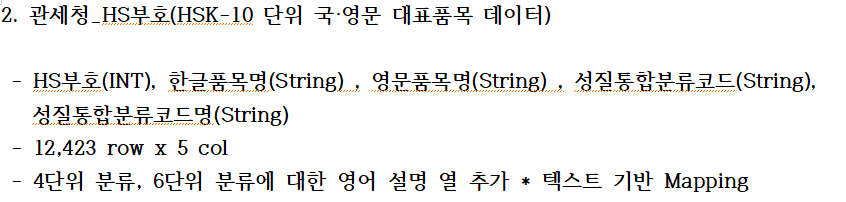 2. 관세청_HS부호(HSK-10 단위 국·영문 대표품목 데이터)
- HS부호(INT), 한글품목명(String) , 영문품목명(String) , 성질통합분류코드(String),
성질통합분류코드명(String)
- 12,423 row x 5 col
- 4단위 분류, 6단위 분류에 대한 영어 설명 열 추가 * 텍스트 기반 Mapping